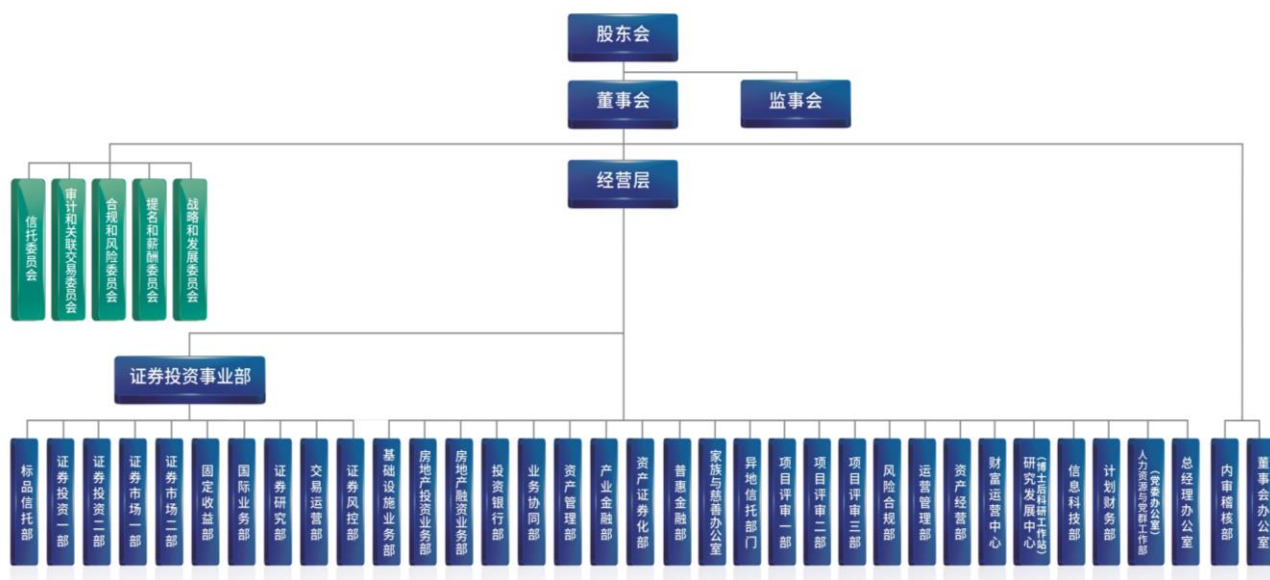 股东会
董事会
监事会
经营层
信托委员会
审计和关联交易委员会
合规和风险委员会
提名和薪酬委员会
战略和发展委员会
证券投资事业部
标品信托部
证券投资一部
证券投资二部
证券市场一部
证券市场二部
固定收益部
国际业务部
证券研究部
交易运营部
证券风控部
基础设施业务部
房地产投资业务部
房地产融资业务部
投资银行部
业务协同部
资产管理部
产业金融部
资产证券化部
普惠金融部
家族与慈善办公室
异地信托部门
项目评审一部
项目评审二部
项目评审三部
风险合规部
运营管理部
资产经营部
财富运营中心
研究发展中心
(博士后科研工作站)
信息科技部
计划财务部
人力资源与党群工作部
(党委办公室)
总经理办公室
内审稽核部
董事会办公室